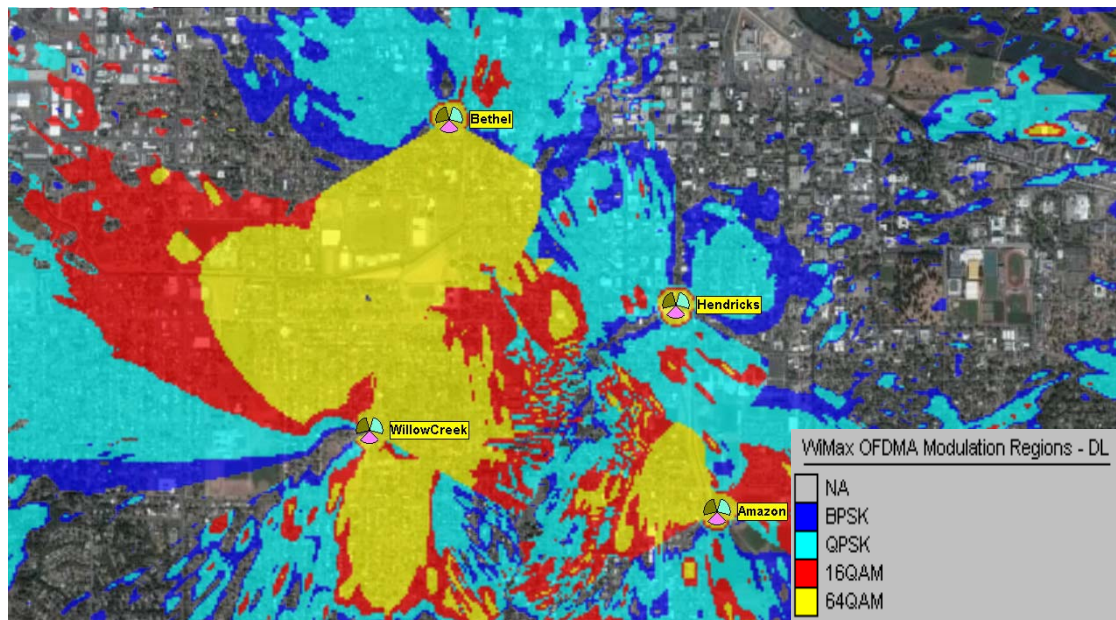 Bethel
Hendricks
WillowCreek
Amazon
WiMax OFDMA Modulation Regions - DL
NA
BPSK
QPSK
16QAM
64QAM